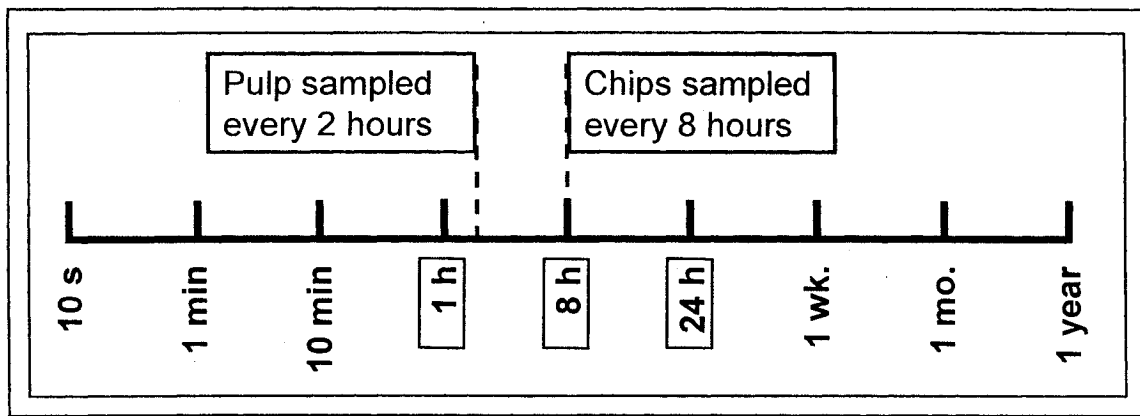 Pulp sampled
every 2 hours
Chips sampled
every 8 hours
10 s
1 min
10 min
1 h
8 h
24 h
1 wk.
1 mo.
1 year